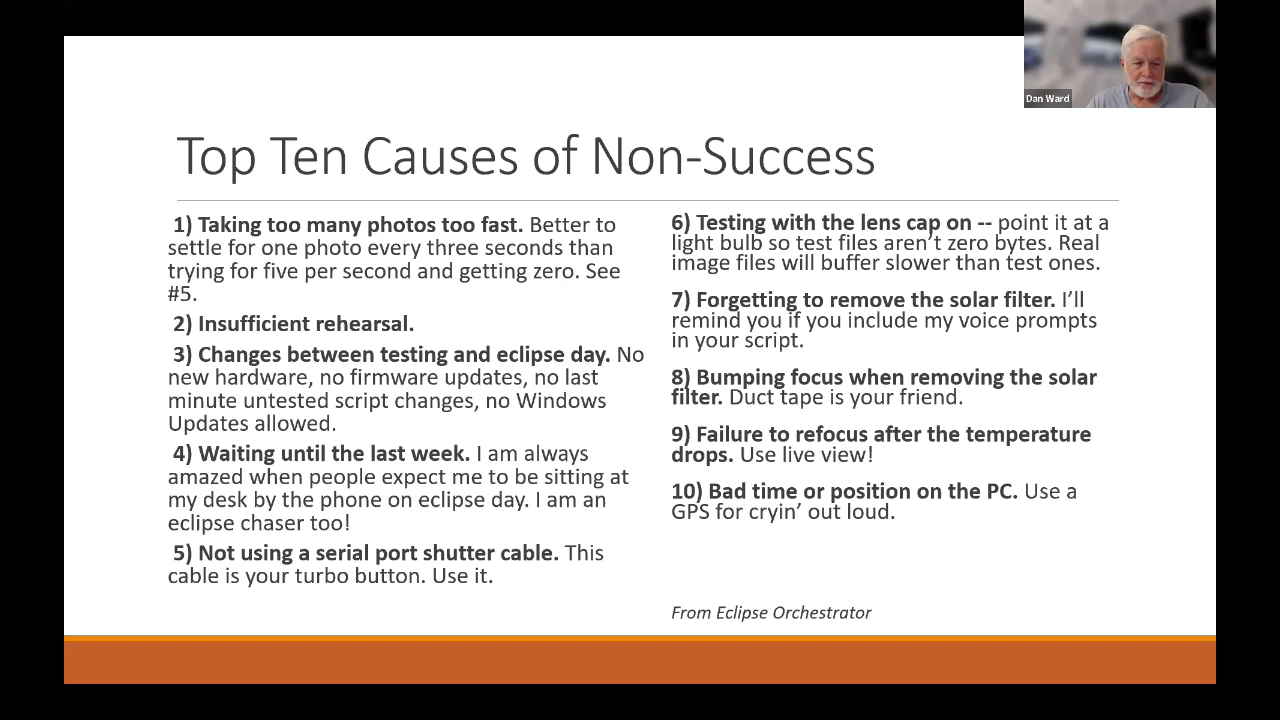 Dan Ward
Top Ten Causes of Non-Success
1) Taking too many photos too fast. Better to
settle for one photo every three seconds than
trying for five per second and getting zero. See
#5.
2) Insufficient rehearsal.
3) Changes between testing and eclipse day. No
new hardware, no firmware updates, no last
minute untested script changes, no Windows
Updates allowed.
4) Waiting until the last week. I am always
amazed when people expect me to be sitting at
my desk by the phone on eclipse day. I am an
eclipse chaser too!
5) Not using a serial port shutter cable. This
cable is your turbo button. Use it.
6) Testing with the lens cap on -- point it at a
light bulb so test files aren’t zero bytes. Real
image files will buffer slower than test ones.
7) Forgetting to remove the solar filter. I’ll
remind you if you include my voice prompts
in your script.
8) Bumping focus when removing the solar
filter. Duct tape is your friend.
9) Failure to refocus after the temperature
drops. Use live view!
10) Bad time or position on the PC. Use a
GPS for cryin’ out loud.
From Eclipse Orchestrator